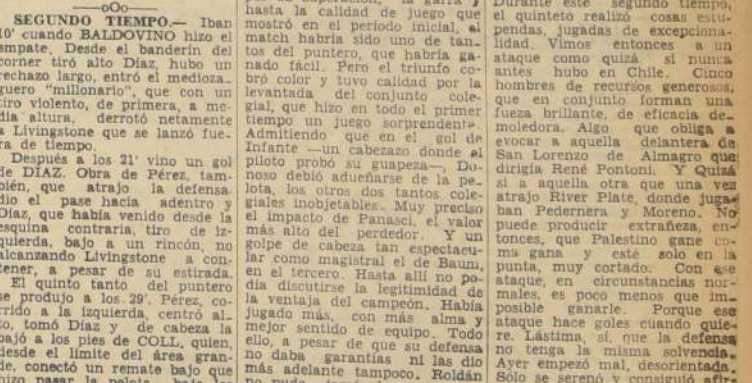 SEGUNDO TIEMPO.— Iban
10' cuando BALDOVINO hizo el
empate. Desde el banderín del
corner tiró alto Díaz, hubo un
rechazo largo, entró el medioza-
guero "millonario", que con un
tiro violento, de primera, a me-
dia altura, derrotó netamente
a Livingstone que se lanzó fue-
ra de tiempo.
Después a los 21' vino un gol
de DIAZ. Obra de Pérez, tam-
bién, que atrajo la defensa
dio el pase hacia adentro y
Díaz, que había venido desde la
esquina contraria, tiro de iz-
quierda, bajo a un rincón, no
alcanzando Livingstone a con-
tener, a pesar de su estirada.
El quinto tanto del puntero
se produjo a los 29'. Pérez, co-
rrido a la izquierda, centró al-
to, tomó Díaz y de cabeza la
bajó a los pies de COLL, quien,
desde el límite del área gran-
de, conectó un remate bajo que
hizo pasar la pelota
hasta la calidad de juego que
mostró en el período inicial, el
match habría sido uno de tan-
tos del puntero, que habría ga-
nado fácil. Pero el triunfo co-
bró color y tuvo calidad por la
levantada del conjunto cole-
gial, que hizo en todo el primer
tiempo un juego sorprendente.
Admitiendo que en el gol de
Infante —un cabezazo donde el
piloto probó su guapeza—, Do-
noso debió adueñarse de la pe-
lota, los otros dos tantos cole-
giales inobjetables. Muy preciso
el impacto de Panasci, el valor
más alto del perdedor. Y un
golpe de cabeza tan espectacu-
lar como magistral el de Baum,
en el tercero. Hasta allí no po-
día discutirse la legitimidad de
la ventaja del campeón. Había
jugado más, con más alma y
mejor sentido de equipo. Todo
ello, a pesar de que su defensa
no daba garantías ni las dio
más adelante tampoco. Roldán
no pudo
Durante este segundo tiempo,
el quinteto realizó cosas estu-
pendas, jugadas de excepciona-
lidad. Vimos entonces a un
ataque como quizá si nunca
antes hubo en Chile. Cinco
hombres de recursos generosos,
que en conjunto forman una
fueza brillante, de eficacia de-
moledora. Algo que obliga a
evocar a aquella delantera de
San Lorenzo de Almagro que
dirigía René Pontoni. Y Quizá
si a aquella otra que una vez
atrajo River Plate, donde juga-
ban Pedernera y Moreno. No
puede producir extrañeza, en-
tonces, que Palestino gane co-
mo gana y esté solo en la
punta, muy cortado. Con ese
ataque, en circunstancias nor-
males, es poco menos que im-
posible ganarle. Porque ese
ataque hace goles cuando quie-
re. Lástima, sí, que la defensa
no tenga la misma solvencia.
Ayer empezó mal, desorientada.
Sólo se serenó y consiguió afir-